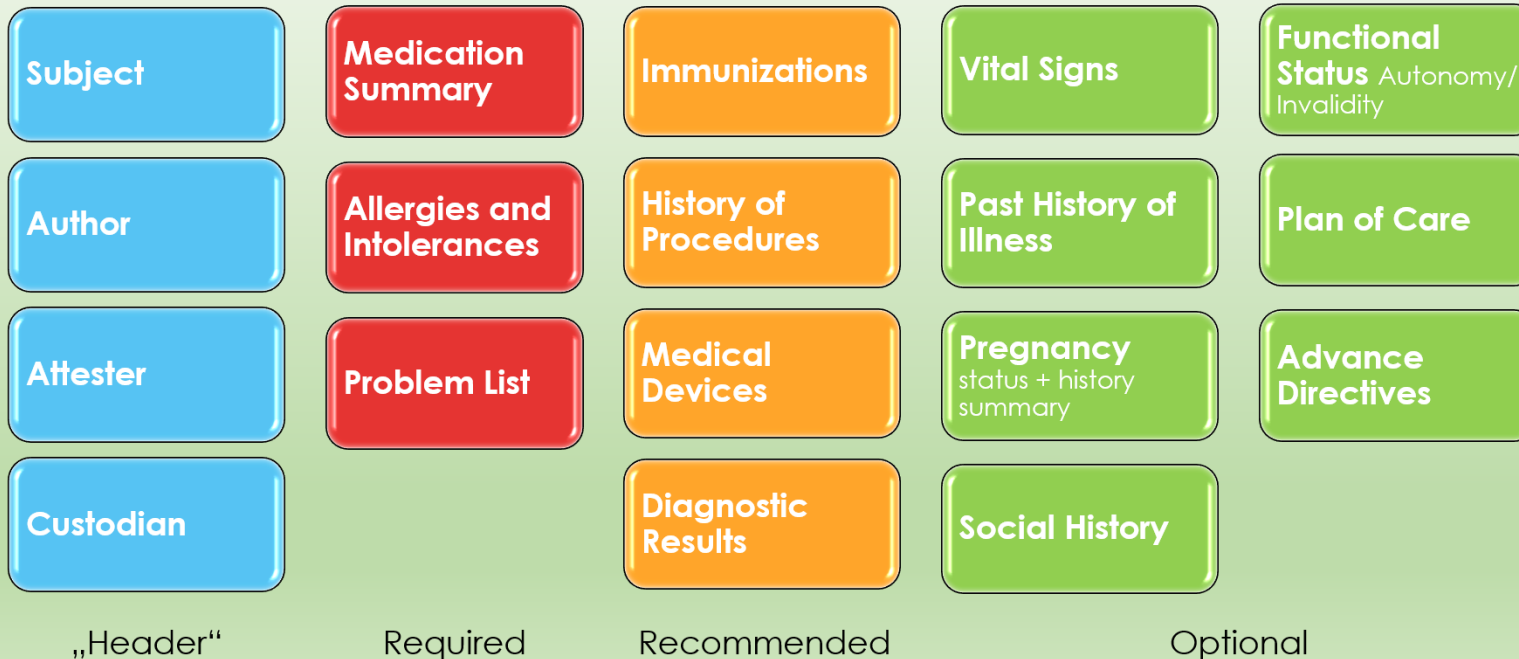 Subject
Author
Attester
Custodian
„Header“
Medication
Summary
Allergies and
Intolerances
Problem List
Required
Immunizations
History of
Procedures
Medical
Devices
Diagnostic
Results
Recommended
Vital Signs
Past History of
Illness
Pregnancy
status + history
summary
Social History
Functional
Status Autonomy/
Invalidity
Plan of Care
Advance
Directives
Optional